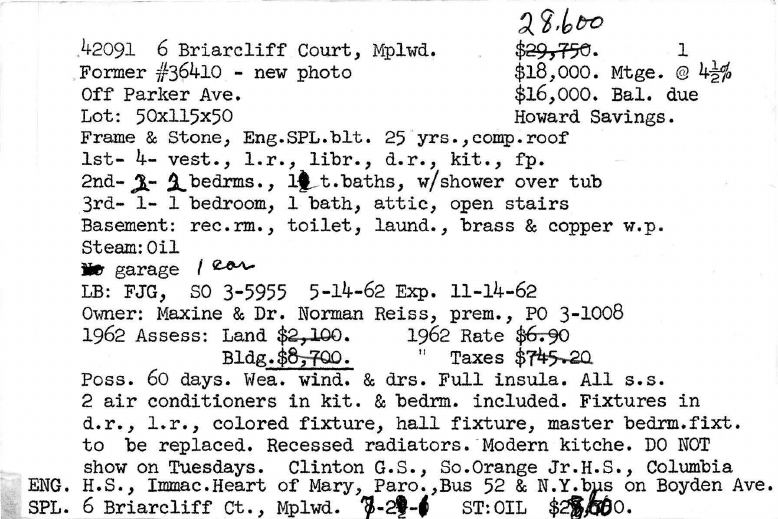 28,600
42091 6 Briarcliff Court, Mplwd. $29,750. 1
Former #36410 - new photo $18,000. Mtge. @ 4½%
Off Parker Ave. $16,000. Bal. due
Lot: 50x115x50 Howard Savings.
Frame & Stone, Eng.SPL.blt. 25 yrs.,comp.roof
1st- 4- vest., l.r., libr., d.r., kit., fp.
2nd- bedrms., t.baths, w/shower over tub
3rd- 1- 1 bedroom, 1 bath, attic, open stairs
Basement: rec.rm., toilet, laund., brass & copper w.p.
Steam:Oil
No garage 1 car
LB: FJG, SO 3-5955 5-14-62 Exp. 11-14-62
Owner: Maxine & Dr. Norman Reiss, prem., PO 3-1008
1962 Assess: Land $2,100. 1962 Rate $6.90
Bldg.$8,700. " Taxes $745.20
Poss. 60 days. Wea. wind. & drs. Full insula. All s.s.
2 air conditioners in kit. & bedrm. included. Fixtures in
d.r., l.r., colored fixture, hall fixture, master bedrm.fixt.
to be replaced. Recessed radiators. Modern kitche. DO NOT
show on Tuesdays. Clinton G.S., So.Orange Jr.H.S., Columbia
ENG. H.S., Immac.Heart of Mary, Paro.,Bus 52 & N.Y.bus on Boyden Ave.
SPL. 6 Briarcliff Ct., Mplwd. ST:OIL